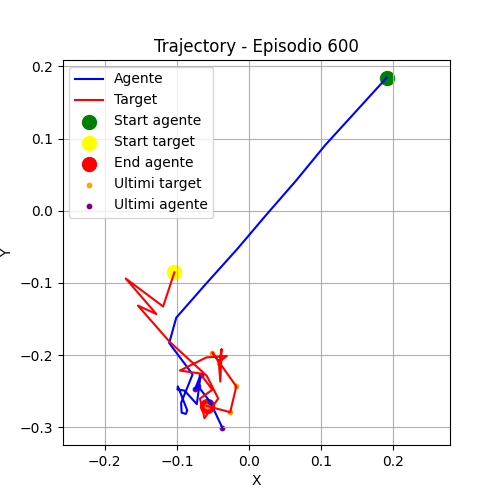 Trajectory - Episodio 600
Agente
Target
Start agente
Start target
End agente
Ultimi target
Ultimi agente
0.2
0.1
0.0
−0.1
−0.2
−0.3
Y
−0.2
−0.1
0.0
0.1
0.2
X